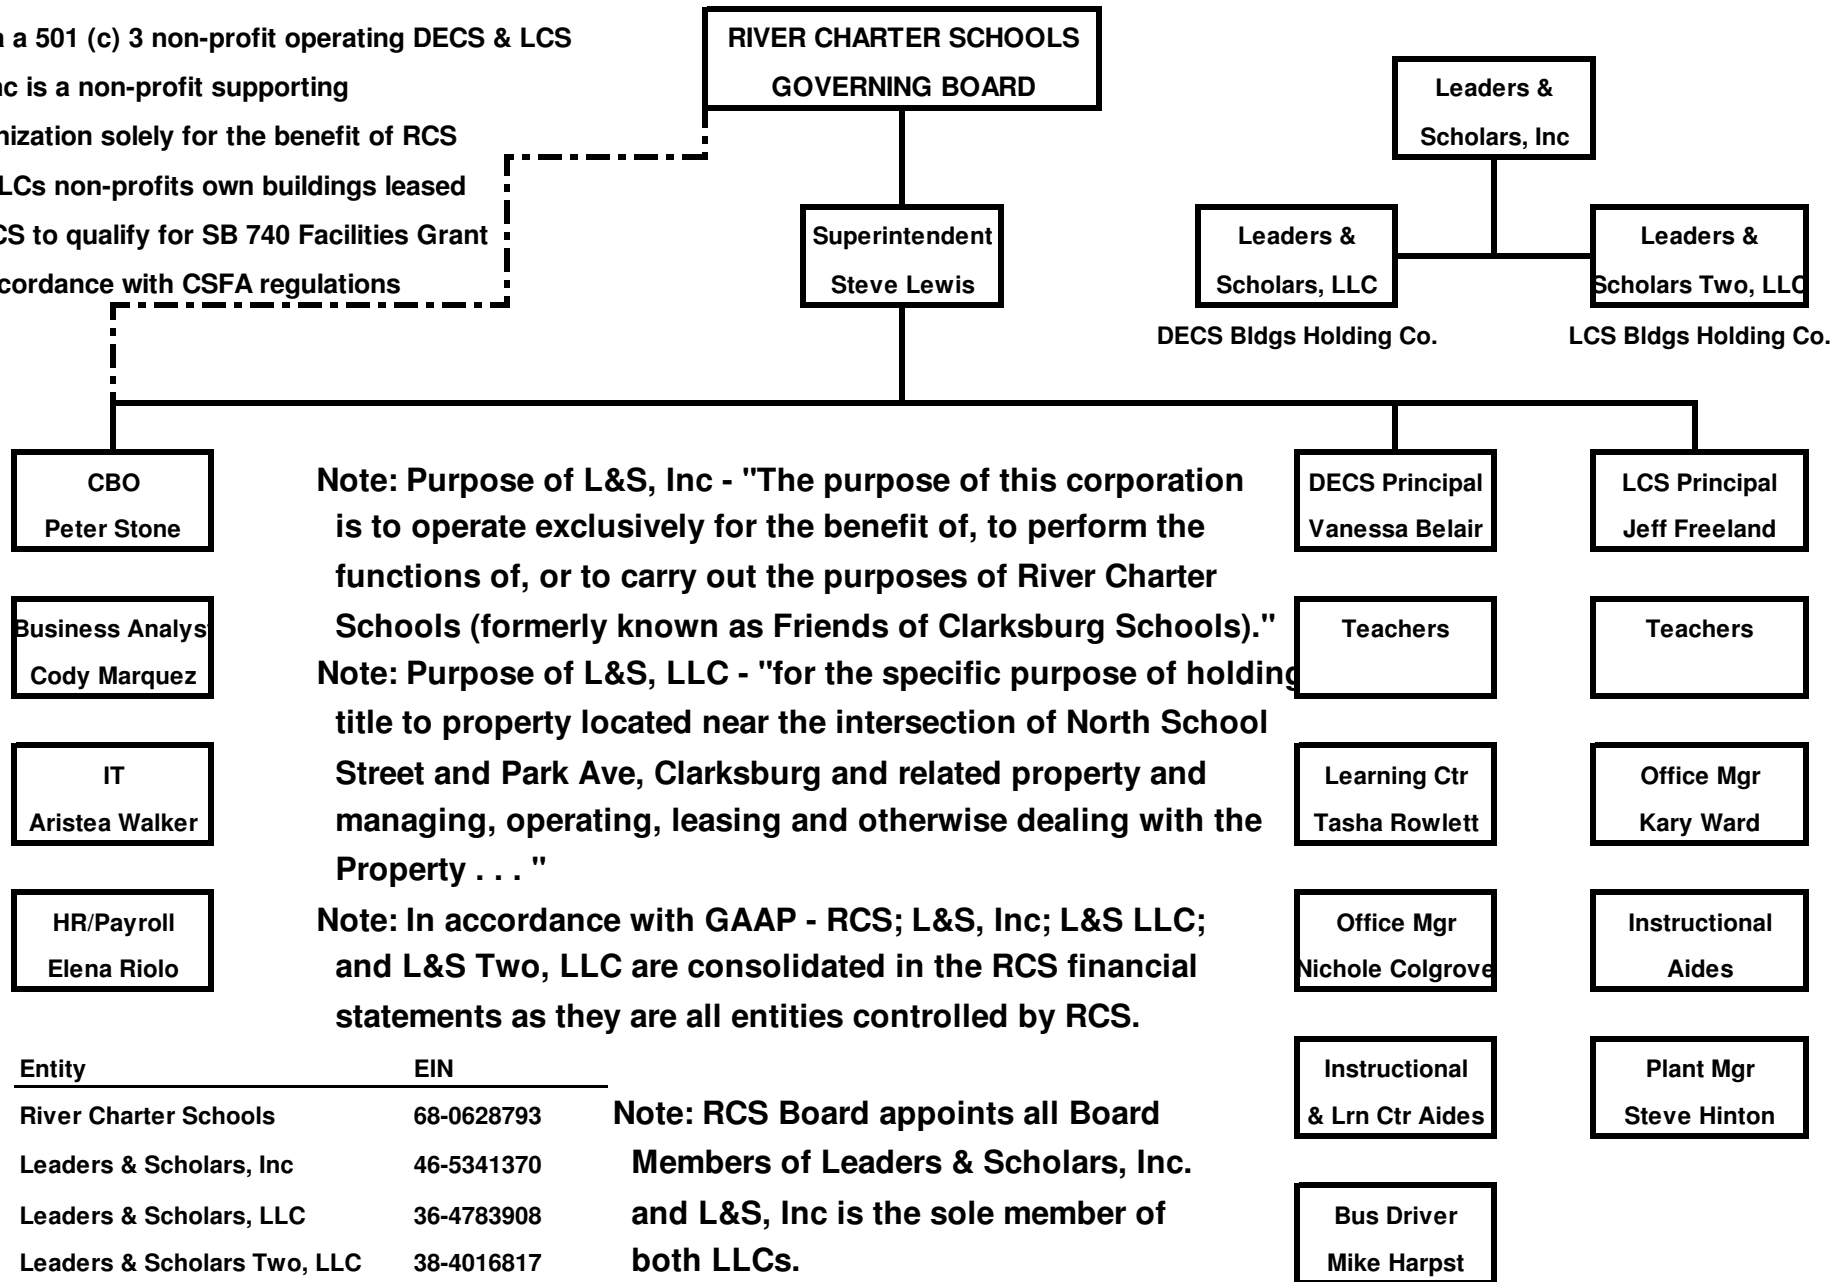 a 501 (c) 3 non-profit operating DECS & LCS
is a non-profit supporting
solely for the benefit of RCS
non-profits own buildings leased
to qualify for SB 740 Facilities Grant
with CSFA regulations
RIVER CHARTER SCHOOLS
GOVERNING BOARD
Leaders &
Scholars, Inc
Superintendent
Steve Lewis
Leaders &
Scholars, LLC
DECS Bldgs Holding Co.
Leaders &
Scholars Two, LLC
LCS Bldgs Holding Co.
CBO
Peter Stone
Business Analyst
Cody Marquez
IT
Aristea Walker
HR/Payroll
Elena Riolo
Note: Purpose of L&S, Inc - "The purpose of this corporation
is to operate exclusively for the benefit of, to perform the
functions of, or to carry out the purposes of River Charter
Schools (formerly known as Friends of Clarksburg Schools)."
Note: Purpose of L&S, LLC - "for the specific purpose of holding
title to property located near the intersection of North School
Street and Park Ave, Clarksburg and related property and
managing, operating, leasing and otherwise dealing with the
Property . . . "
Note: In accordance with GAAP - RCS; L&S, Inc; L&S LLC;
and L&S Two, LLC are consolidated in the RCS financial
statements as they are all entities controlled by RCS.
DECS Principal
Vanessa Belair
Teachers
Learning Ctr
Tasha Rowlett
Office Mgr
Nichole Colgrove
Instructional
& Lrn Ctr Aides
Bus Driver
Mike Harpst
LCS Principal
Jeff Freeland
Teachers
Office Mgr
Kary Ward
Instructional
Aides
Plant Mgr
Steve Hinton
Entity EIN
River Charter Schools 68-0628793
Leaders & Scholars, Inc 46-5341370
Leaders & Scholars, LLC 36-4783908
Leaders & Scholars Two, LLC 38-4016817
Note: RCS Board appoints all Board
Members of Leaders & Scholars, Inc.
and L&S, Inc is the sole member of
both LLCs.